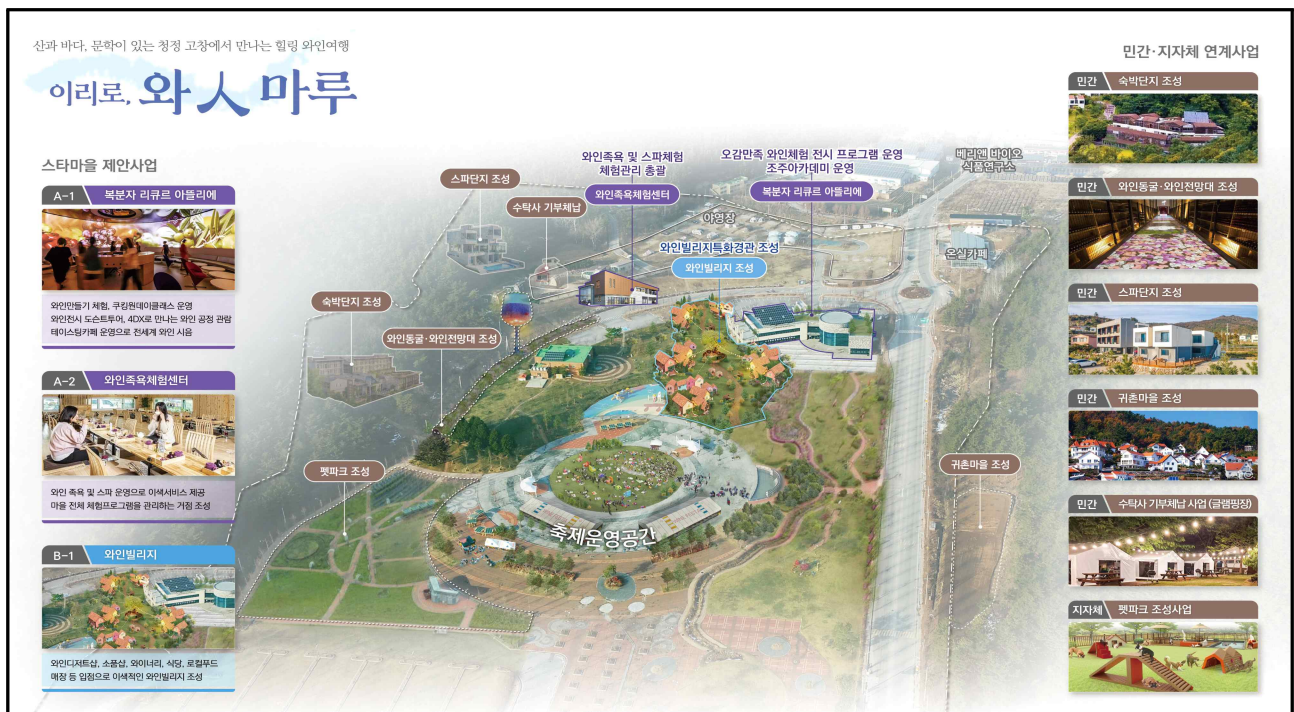 산과 바다, 문학이 있는 청정 고창에서 만나는 힐링 와인여행
이리로, 와人마루
스타마을 제안사업
A-1 복분자 리큐르 아뜰리에
와인만들기 체험, 쿠킹원데이클래스 운영
와인전시 도슨트투어, 4DX로 만나는 와인 공정 관람
테이스팅카페 운영으로 전세계 와인 시음
A-2 와인족욕체험센터
와인 족욕 및 스파 운영으로 이색서비스 제공
마을 전체 체험프로그램을 관리하는 거점 조성
B-1 와인빌리지
와인디저트샵, 소품샵, 와이너리, 식당, 로컬푸드
매장 등 입점으로 이색적인 와인빌리지 조성
와인족욕 및 스파체험
체험관리 총괄
와인족욕체험센터
오감만족 와인체험 전시 프로그램 운영
조주아카데미 운영
복분자 리큐르 아뜰리에
베리앤 바이오
식품연구소
스파단지 조성
수탁사 기부체납
야영장
와인빌리지특화경관 조성
와인빌리지 조성
온실카페
숙박단지 조성
와인동굴·와인전망대 조성
펫파크 조성
귀촌마을 조성
축제운영공간
민간·지자체 연계사업
민간 숙박단지 조성
민간 와인동굴·와인전망대 조성
민간 스파단지 조성
민간 귀촌마을 조성
민간 수탁사 기부체납 사업 (글램핑장)
지자체 펫파크 조성사업